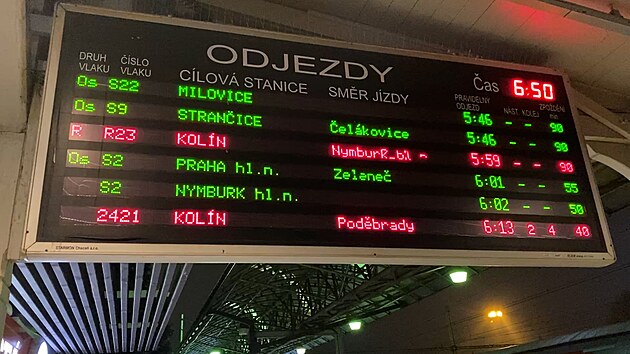 ODJEZDY
Čas 6:50
DRUH VLAKU ČÍSLO VLAKU CÍLOVÁ STANICE SMĚR JÍZDY PRAVIDELNÝ ODJEZD NÁST. KOLEJ ZPOŽDĚNÍ
Os S22 MILOVICE 5:46 - - 90
Os S9 STRANČICE Čelákovice 5:46 - - 90
R R23 KOLÍN 5:59 - - 90
Os S2 PRAHA hl.n. Zeleneč 6:01 - - 55
S2 NYMBURK hl.n. 6:02 - - 50
2421 KOLÍN Poděbrady 6:13 2 4 40